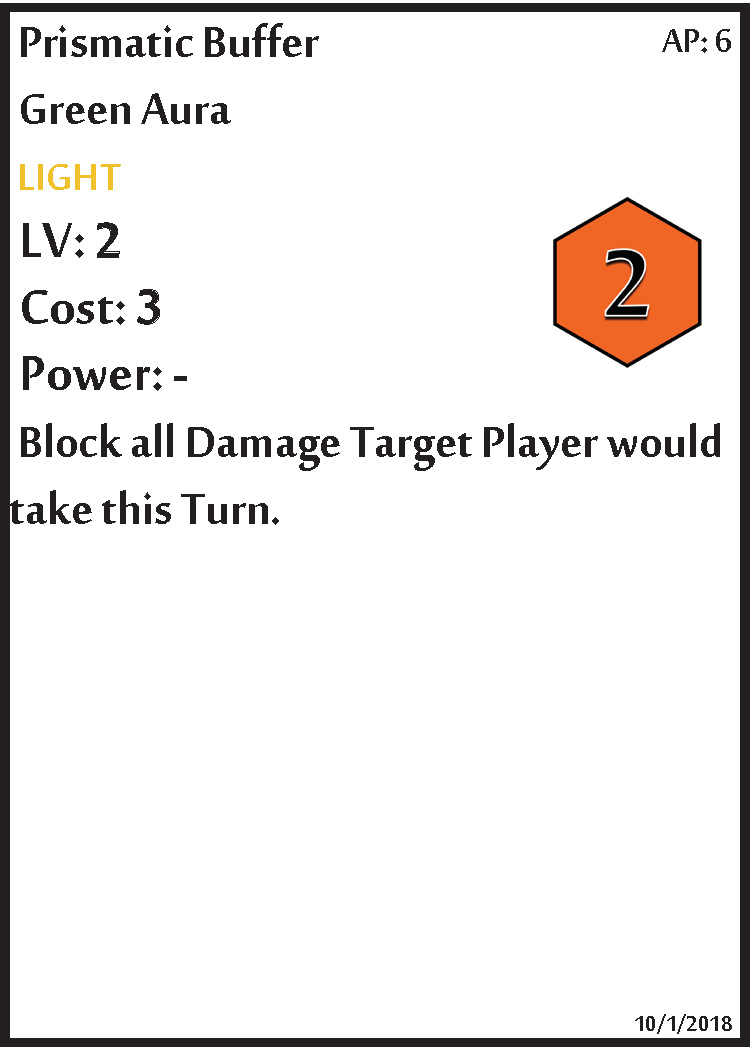 Prismatic Buffer
AP: 6
Green Aura
LIGHT
LV: 2
Cost: 3
2
Power: -
Block all Damage Target Player would
take this Turn.
10/1/2018